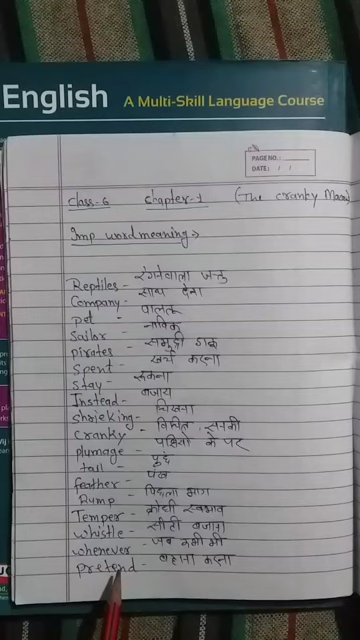 English A Multi-Skill Language Course
PAGE NO.:
DATE: / /
Class-6 Chapter-1 (The Cranky Macaw)
Imp word meaning →
Reptiles - रेंगनेवाला जन्तु
Company - साथ देना
pet - पालतू
Sailor - नाविक
pirates - समुद्री डाकू
Spent - खर्च करना
Stay - रुकना
Instead - बजाय
Shrieking - चिखना
Cranky - सनकी
plumage - पक्षियों के पर
tail - पूँछ
feather - पंख
Rump - पिछला भाग
Temper - क्रोधी स्वभाव
whistle - सीटी बजाना
whenever - जब कभी भी
pretend - बहाना करना